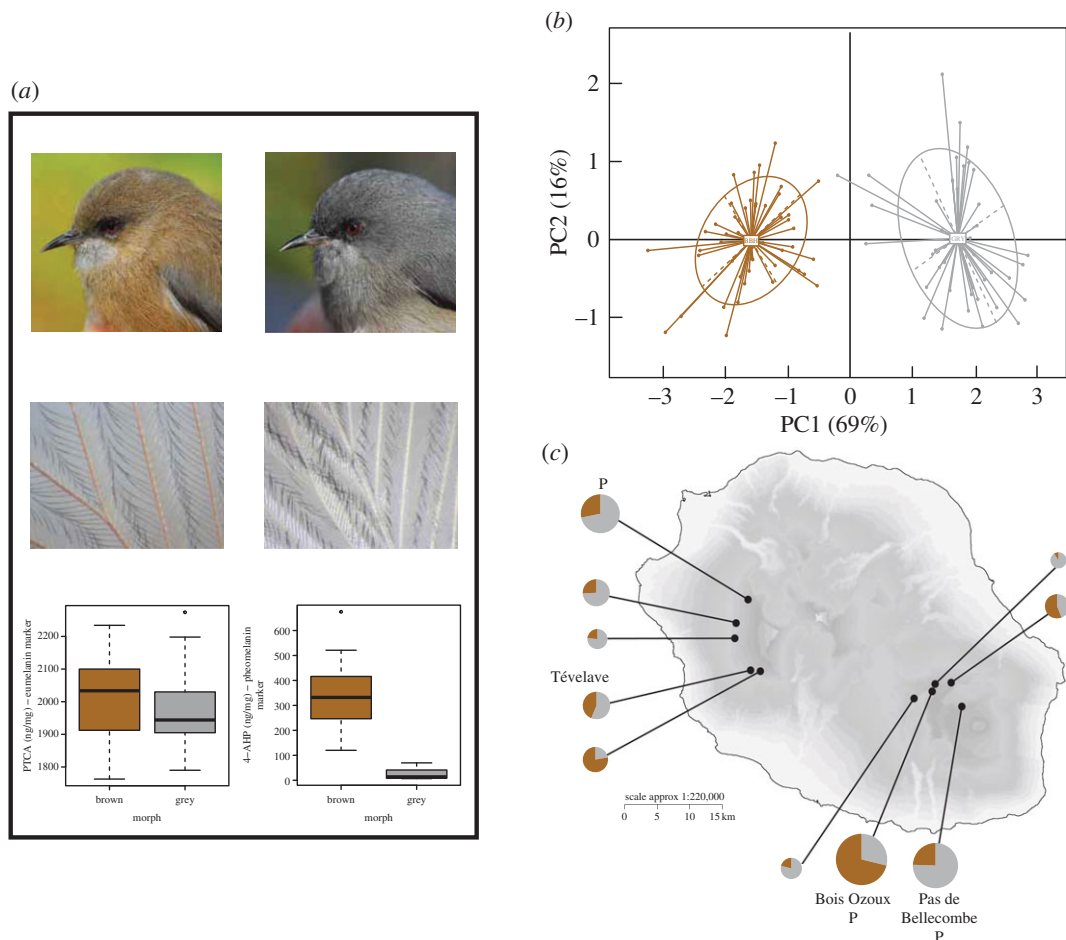 (a)
PTCA (ng/mg) – eumelanin marker
2200
2100
2000
1900
1800
brown
grey
morph
4–AHP (ng/mg) – pheomelanin
marker
600
500
400
300
200
100
0
brown
grey
morph
(b)
PC2 (16%)
2
1
0
−1
BBH
GRY
−3
−2
−1
0
1
2
3
PC1 (69%)
(c)
P
Tévelave
scale approx 1:220,000
0 5 10 15 km
Bois Ozoux
P
Pas de
Bellecombe
P